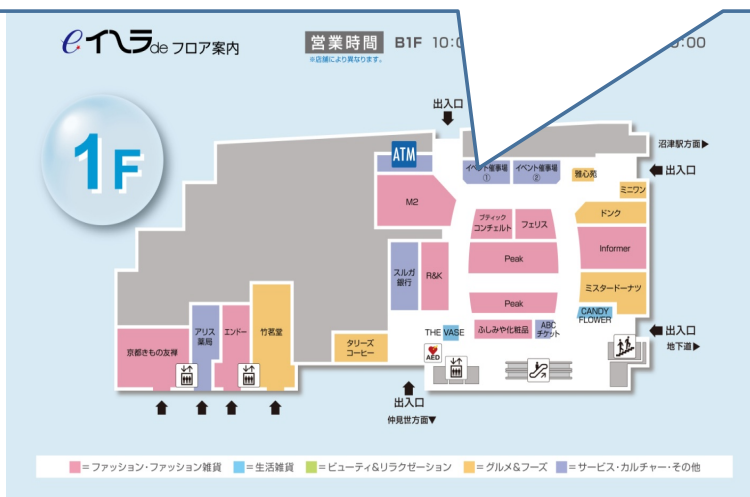 eイ〜ラde フロア案内
営業時間 B1F 10:0
:00
※店舗により異なります。
1F
出入口
沼津駅方面▶
ATM
イベント催事場
①
イベント催事場
②
雅心苑
出入口
ミニワン
M2
ブティック
コンチェルト
フェリス
ドンク
Peak
Informer
スルガ
銀行
R&K
ミスタードーナツ
Peak
CANDY
FLOWER
THE VASE
ふしみや化粧品
ABC
チケット
出入口
地下道▶
京都きもの友禅
アリス
薬局
エンドー
竹茗堂
タリーズ
コーヒー
AED
出入口
仲見世方面▼
=ファッション・ファッション雑貨 =生活雑貨 =ビューティ&リラクゼーション =グルメ&フーズ =サービス・カルチャー・その他